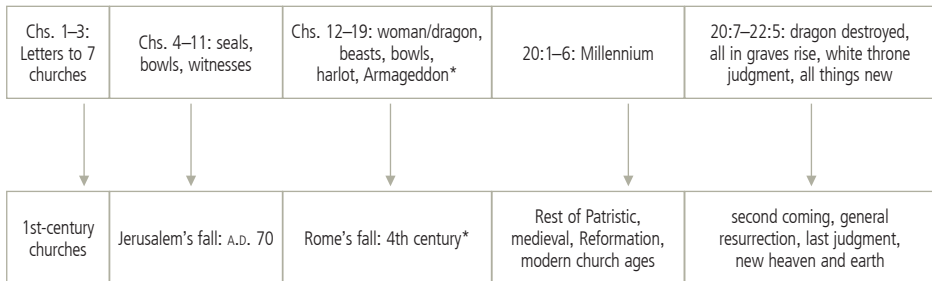 Chs. 1–3:
Letters to 7
churches
Chs. 4–11: seals,
bowls, witnesses
Chs. 12–19: woman/dragon,
beasts, bowls,
harlot, Armageddon*
20:1–6: Millennium
20:7–22:5: dragon destroyed,
all in graves rise, white throne
judgment, all things new
1st-century
churches
Jerusalem’s fall: A.D. 70
Rome’s fall: 4th century*
Rest of Patristic,
medieval, Reformation,
modern church ages
second coming, general
resurrection, last judgment,
new heaven and earth